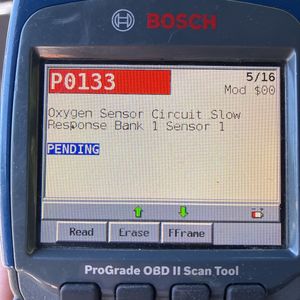 BOSCH
P0133 5/16
Mod $00
Oxygen Sensor Circuit Slow
Response Bank 1 Sensor 1
PENDING
Read Erase FFrame
ProGrade OBD II Scan Tool